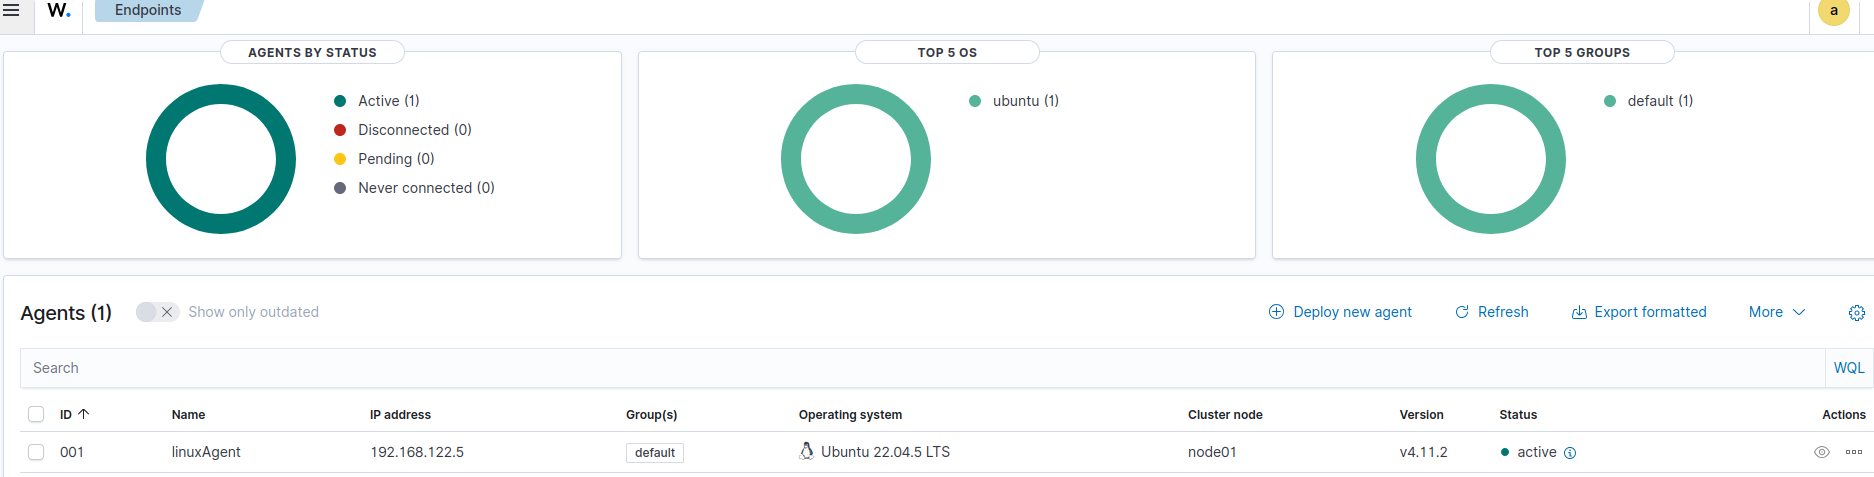 W. Endpoints a
AGENTS BY STATUS
Active (1)
Disconnected (0)
Pending (0)
Never connected (0)
TOP 5 OS
ubuntu (1)
TOP 5 GROUPS
default (1)
Agents (1) Show only outdated Deploy new agent Refresh Export formatted More
Search WQL
ID Name IP address Group(s) Operating system Cluster node Version Status Actions
001 linuxAgent 192.168.122.5 default Ubuntu 22.04.5 LTS node01 v4.11.2 active